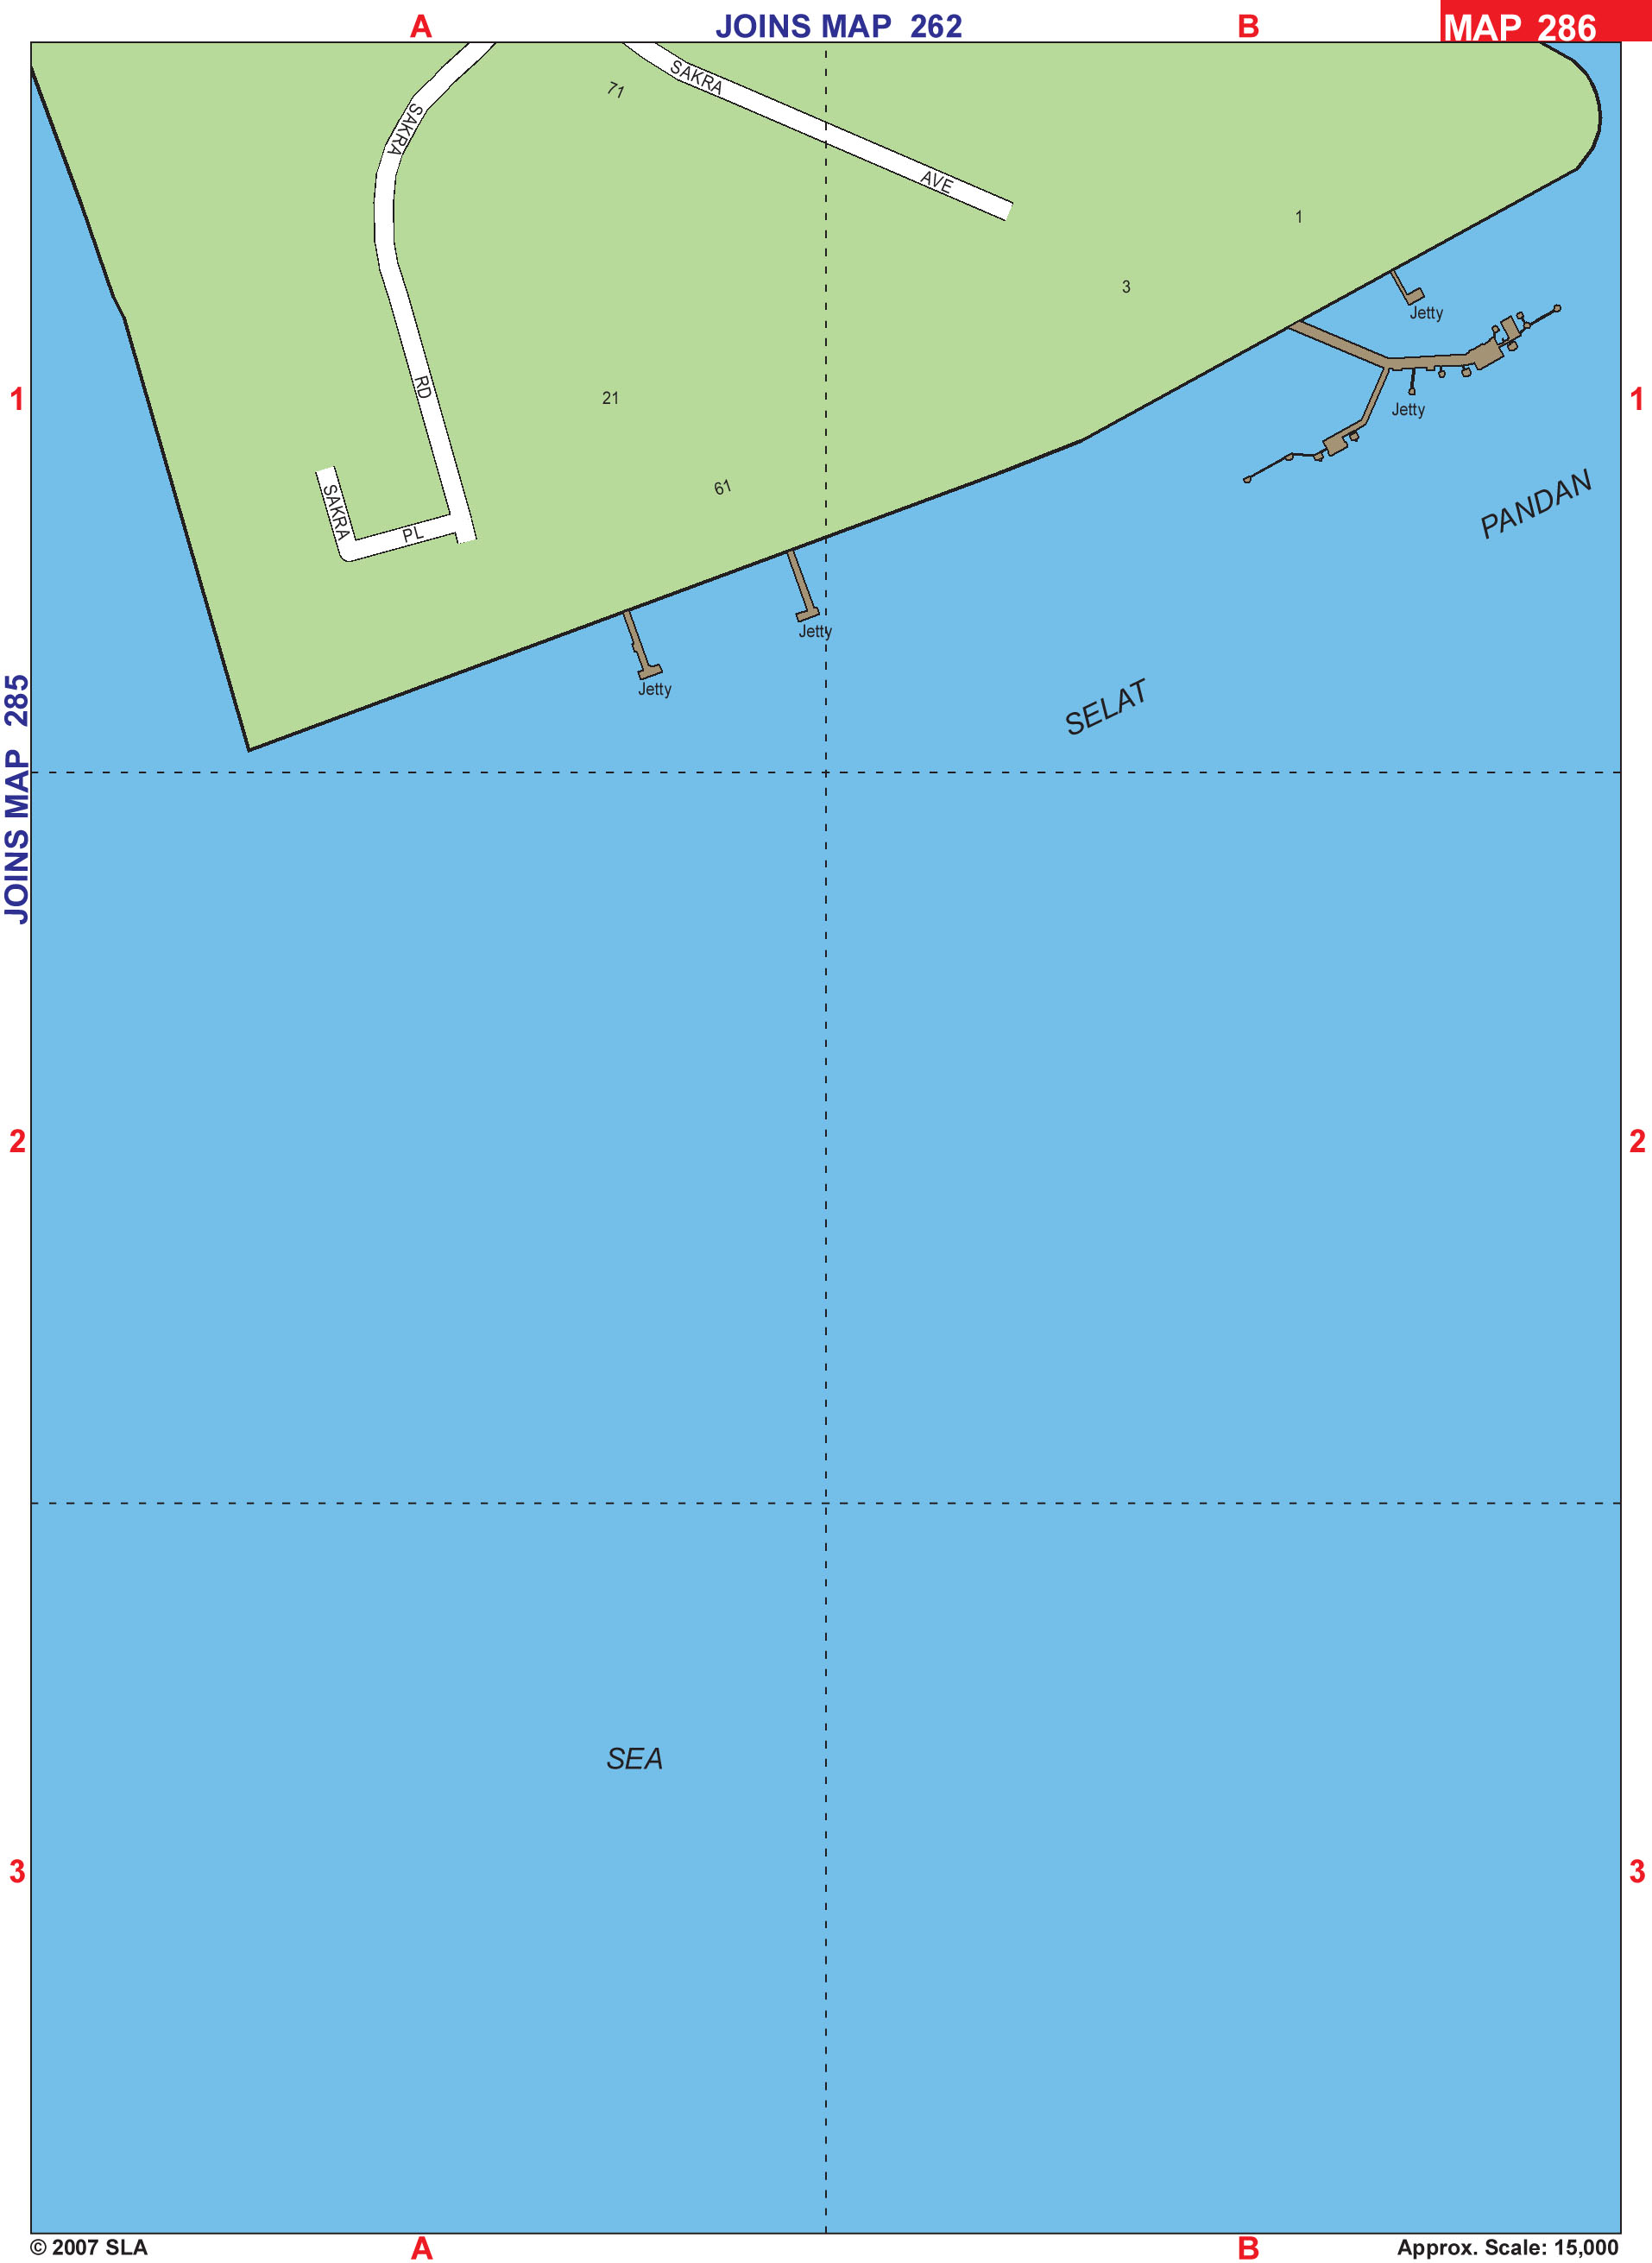 A JOINS MAP 262 B MAP 286
SAKRA
71
SAKRA
AVE
1
3
Jetty
RD
1
21
1
Jetty
61
SAKRA
PL
PANDAN
Jetty
Jetty
SELAT
JOINS MAP 285
2
2
SEA
3
3
© 2007 SLA A B Approx. Scale: 15,000